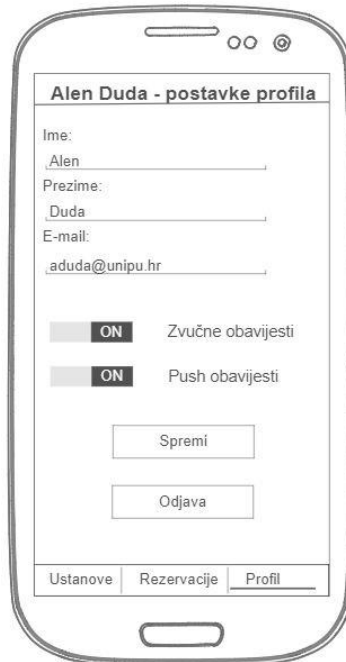 Alen Duda - postavke profila
Ime:
Alen
Prezime:
Duda
E-mail:
aduda@unipu.hr
ON Zvučne obavijesti
ON Push obavijesti
Spremi
Odjava
Ustanove Rezervacije Profil